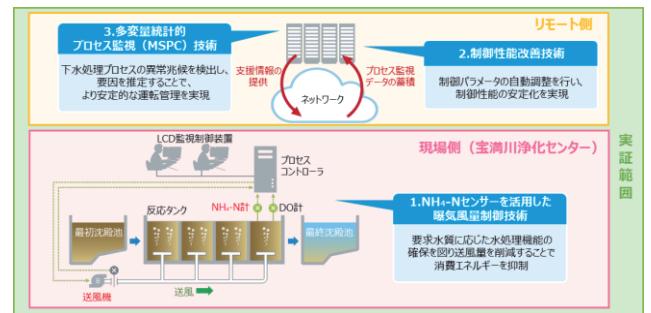 リモート側
3.多変量統計的
プロセス監視（MSPC）技術
下水処理プロセスの異常兆候を検出し、
要因を推定することで、
より安定的な運転管理を実現
支援情報の
提供
プロセス監視
データの蓄積
ネットワーク
2.制御性能改善技術
制御パラメータの自動調整を行い、
制御性能の安定化を実現
実証範囲
現場側（宝満川浄化センター）
LCD監視制御装置
プロセス
コントローラ
反応タンク
NH₄-N計
DO計
最初沈殿池
最終沈殿池
送風機
送風
1.NH₄-Nセンサーを活用した
曝気風量制御技術
要求水質に応じた水処理機能の
確保を図り送風量を削減することで
消費エネルギーを抑制